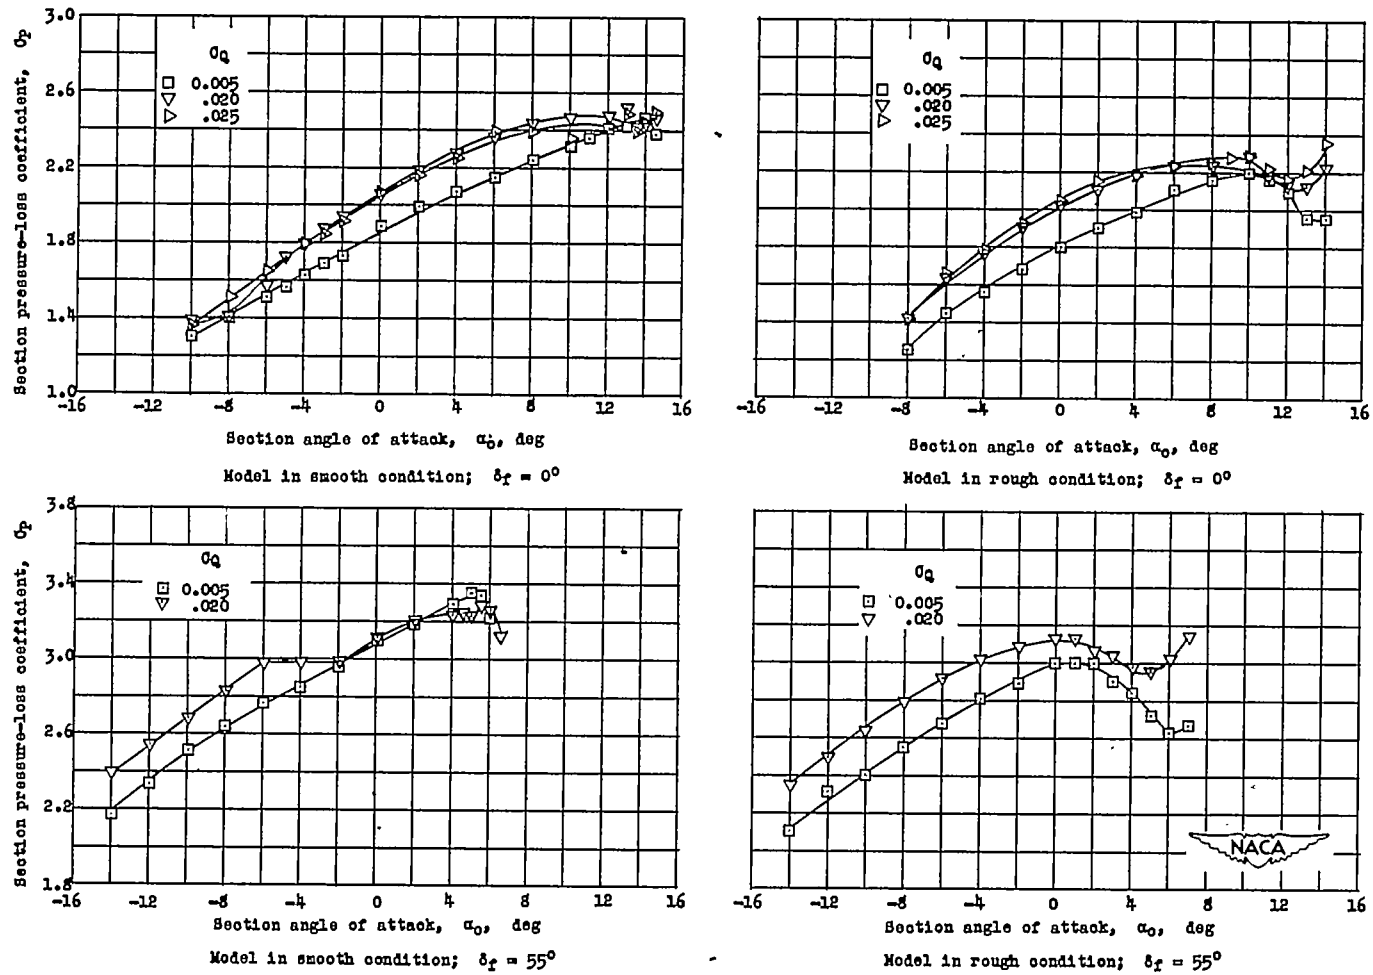 Section pressure-loss coefficient, Cp
3.0
2.6
2.2
1.8
1.4
1.0
CQ
0.005
.020
.025
-16 -12 -8 -4 0 4 8 12 16
Section angle of attack, αo, deg
Model in smooth condition; δf = 0°
CQ
0.005
.020
.025
-16 -12 -8 -4 0 4 8 12 16
Section angle of attack, αo, deg
Model in rough condition; δf = 0°
Section pressure-loss coefficient, Cp
3.8
3.4
3.0
2.6
2.2
1.8
CQ
0.005
.020
-16 -12 -8 -4 0 4 8 12 16
Section angle of attack, αo, deg
Model in smooth condition; δf = 55°
CQ
0.005
.020
NACA
-16 -12 -8 -4 0 4 8 12 16
Section angle of attack, αo, deg
Model in rough condition; δf = 55°